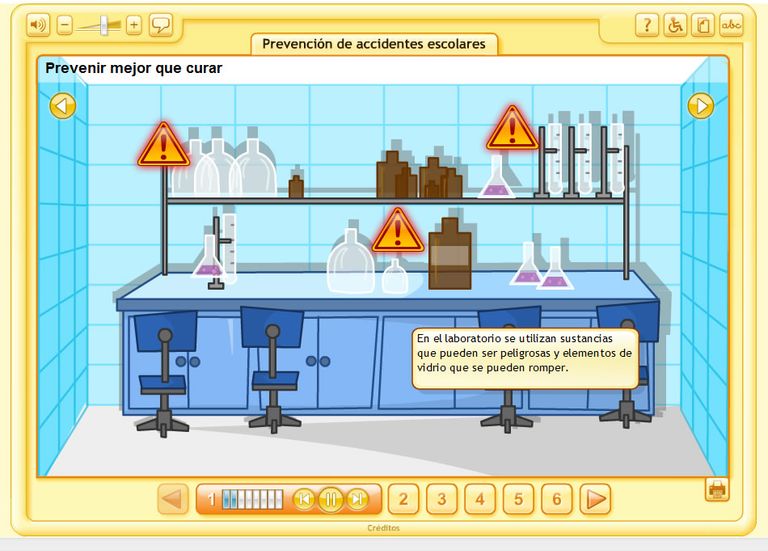 abc
Prevención de accidentes escolares
Prevenir mejor que curar
En el laboratorio se utilizan sustancias
que pueden ser peligrosas y elementos de
vidrio que se pueden romper.
1 2 3 4 5 6
Créditos